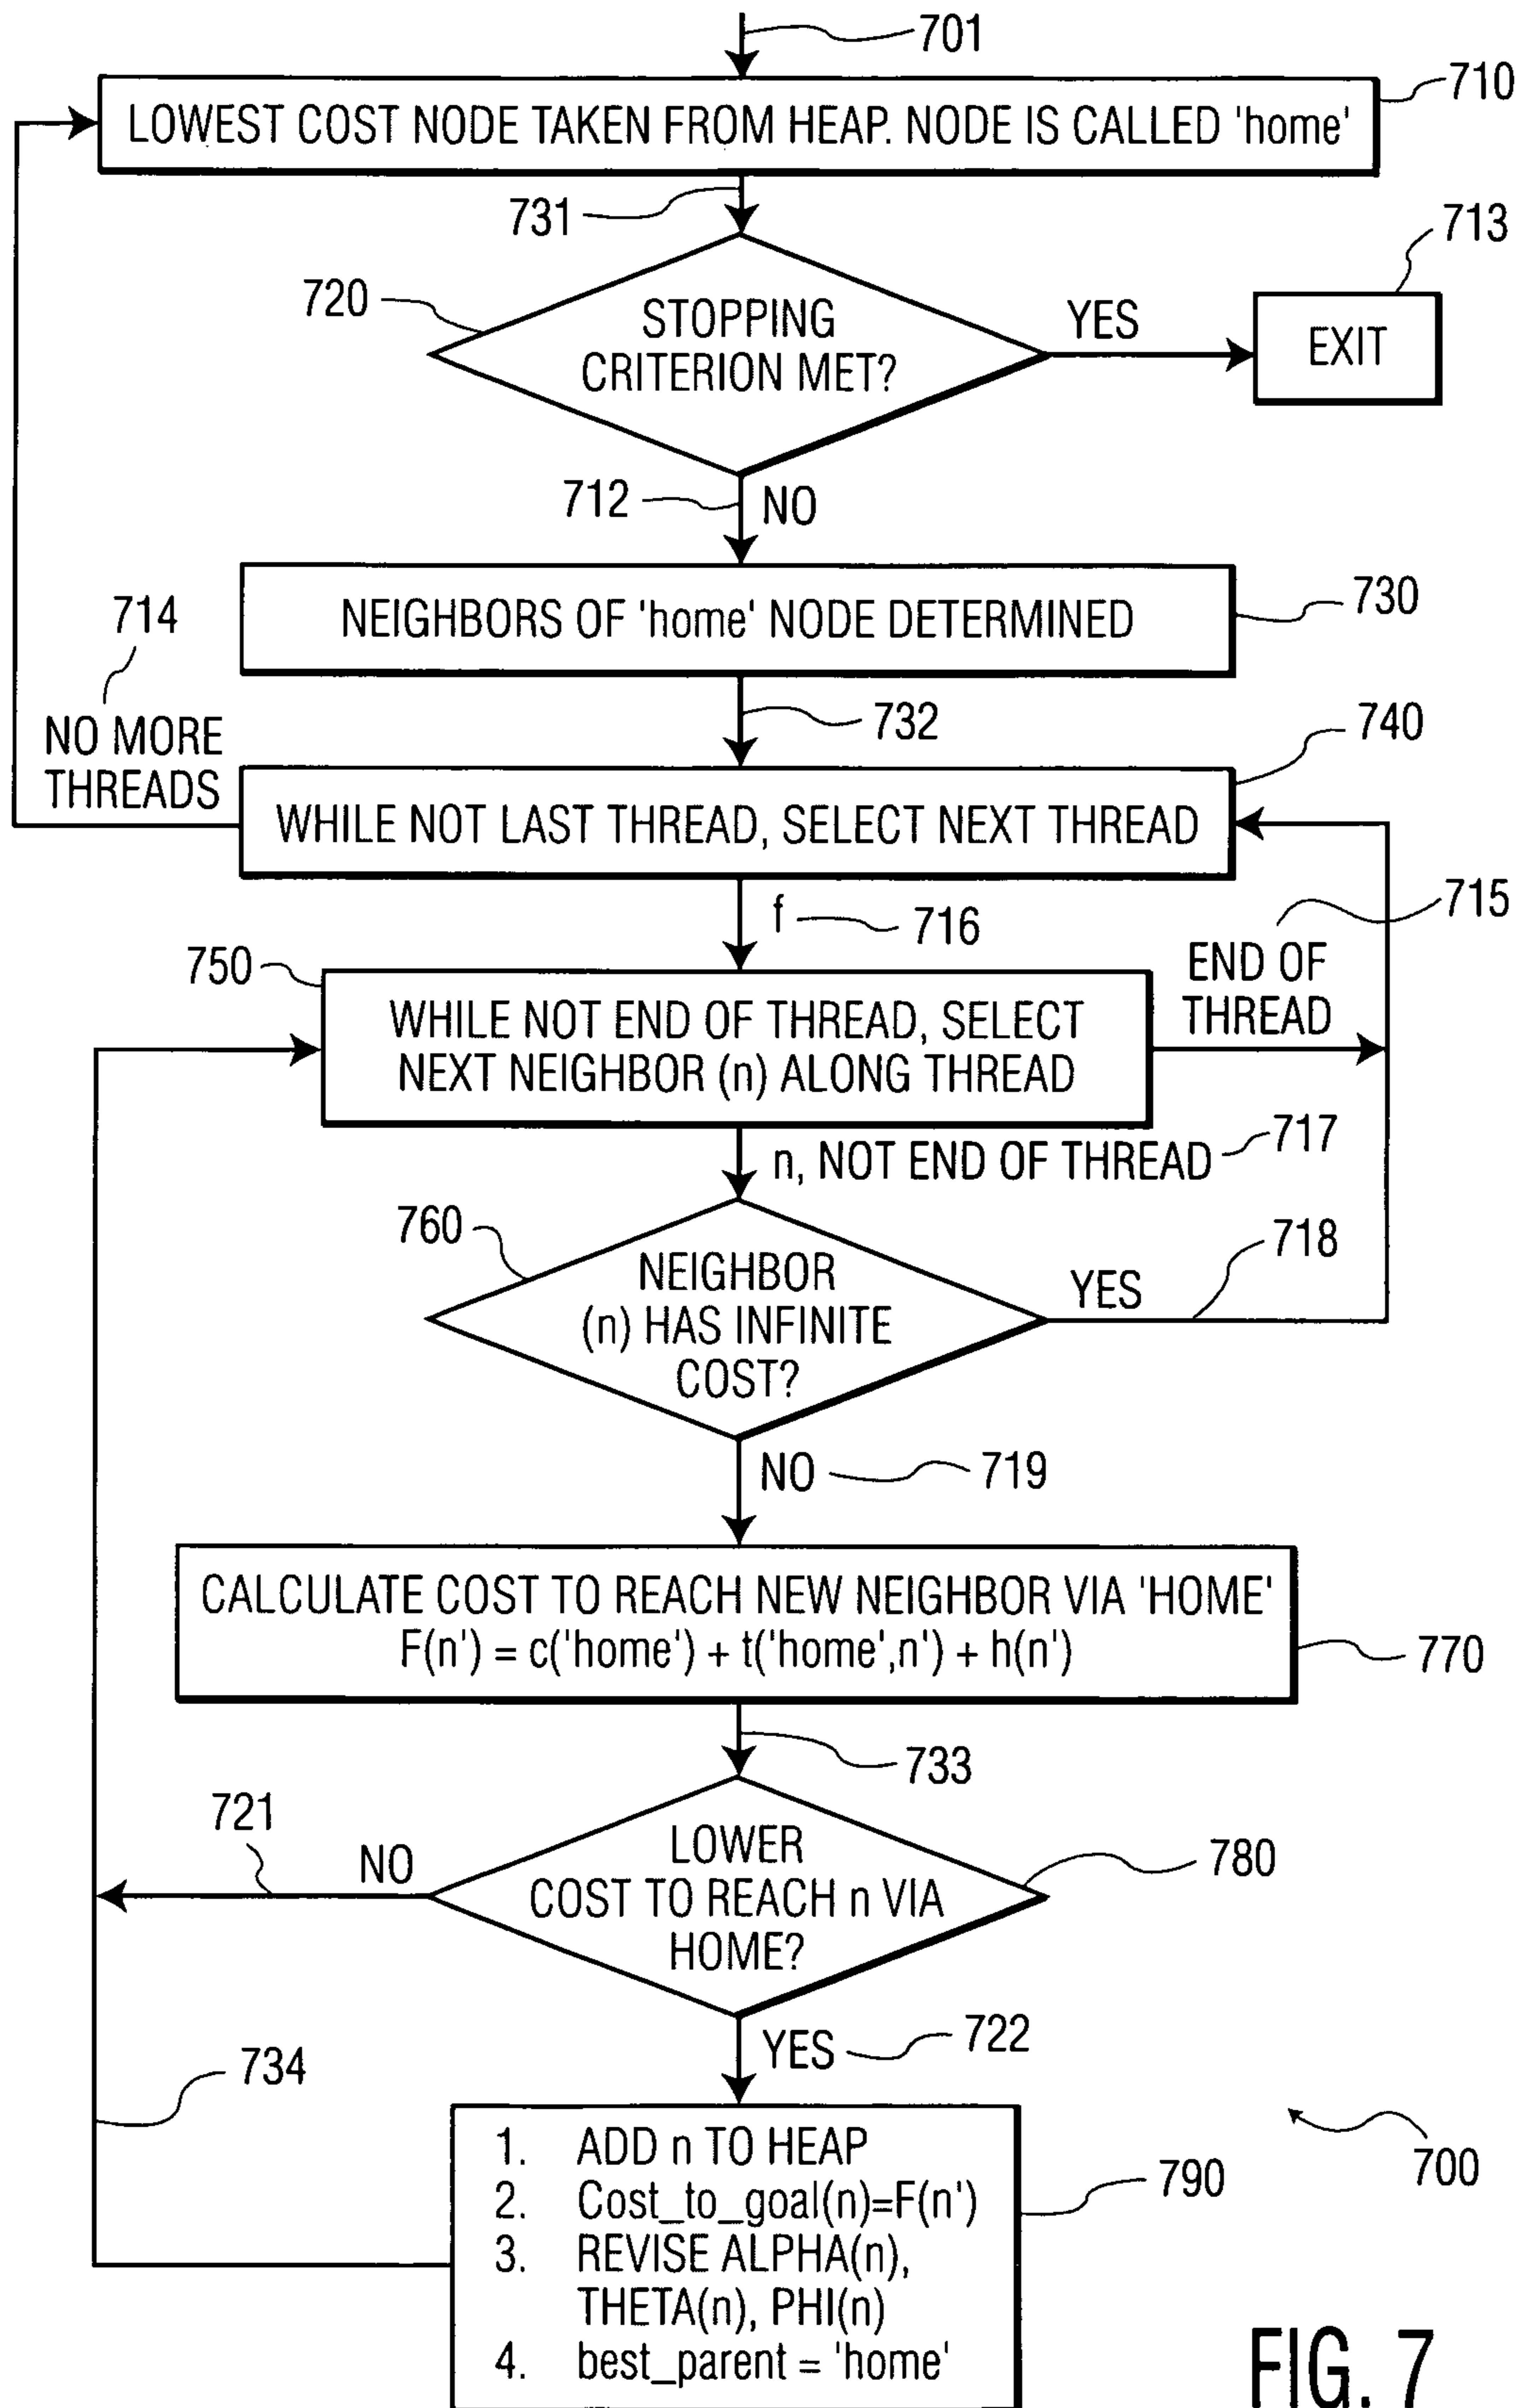 701
710
LOWEST COST NODE TAKEN FROM HEAP. NODE IS CALLED 'home'
731
713
720
STOPPING
CRITERION MET?
YES
EXIT
712
NO
730
NEIGHBORS OF 'home' NODE DETERMINED
714
NO MORE
THREADS
732
740
WHILE NOT LAST THREAD, SELECT NEXT THREAD
f
716
715
750
END OF
THREAD
WHILE NOT END OF THREAD, SELECT
NEXT NEIGHBOR (n) ALONG THREAD
n, NOT END OF THREAD
717
760
NEIGHBOR
(n) HAS INFINITE
COST?
YES
718
NO
719
CALCULATE COST TO REACH NEW NEIGHBOR VIA 'HOME'
F(n') = c('home') + t('home',n') + h(n')
770
733
721
NO
LOWER
COST TO REACH n VIA
HOME?
780
YES
722
734
1. ADD n TO HEAP
2. Cost_to_goal(n)=F(n')
3. REVISE ALPHA(n),
THETA(n), PHI(n)
4. best_parent = 'home'
790
700
FIG. 7